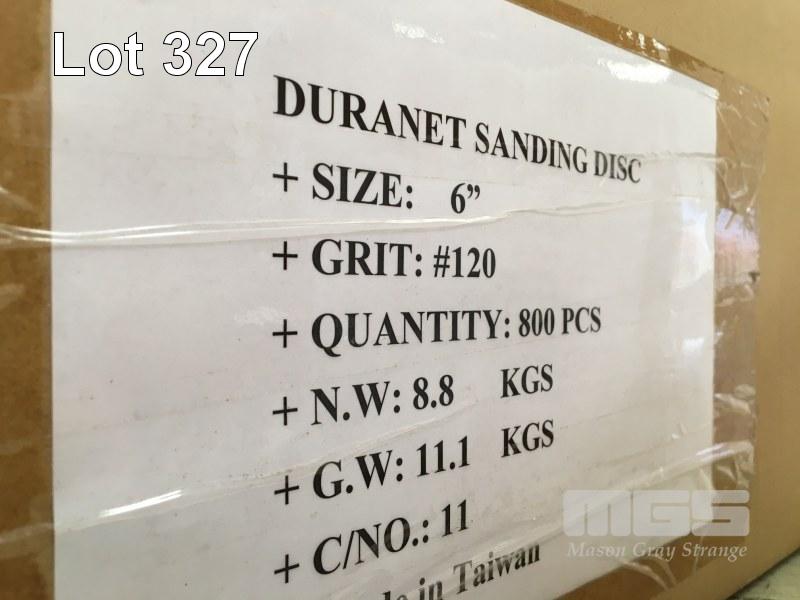 Lot 327
DURANET SANDING DISC
+ SIZE: 6”
+ GRIT: #120
+ QUANTITY: 800 PCS
+ N.W: 8.8 KGS
+ G.W: 11.1 KGS
+ C/NO.: 11
in Taiwan
MGS
Mason Gray Strange